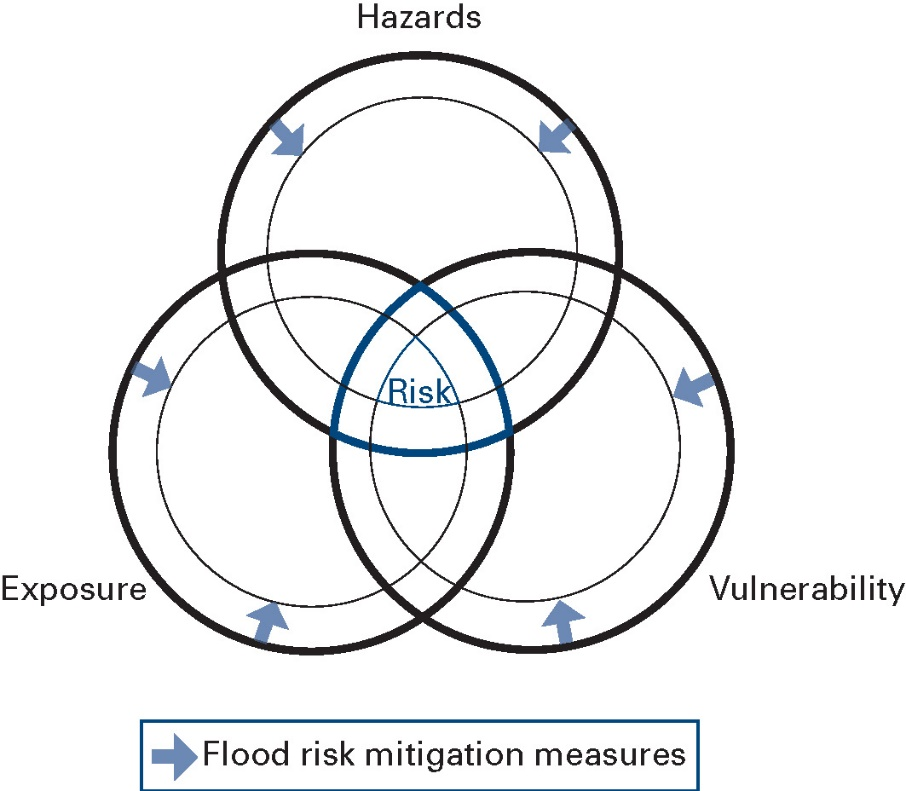 Hazards
Risk
Exposure
Vulnerability
Flood risk mitigation measures